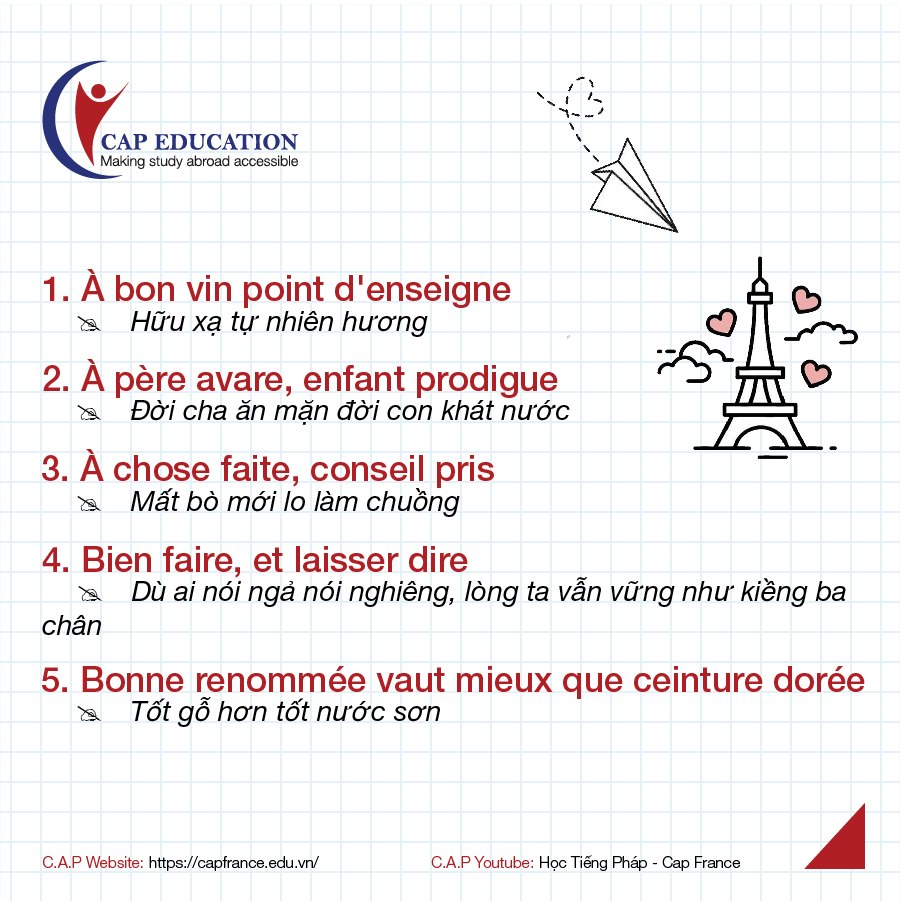 CAP EDUCATION
Making study abroad accessible
1. À bon vin point d'enseigne
Hữu xạ tự nhiên hương
2. À père avare, enfant prodigue
Đời cha ăn mặn đời con khát nước
3. À chose faite, conseil pris
Mất bò mới lo làm chuồng
4. Bien faire, et laisser dire
Dù ai nói ngả nói nghiêng, lòng ta vẫn vững như kiềng ba
chân
5. Bonne renommée vaut mieux que ceinture dorée
Tốt gỗ hơn tốt nước sơn
C.A.P Website: https://capfrance.edu.vn/
C.A.P Youtube: Học Tiếng Pháp - Cap France